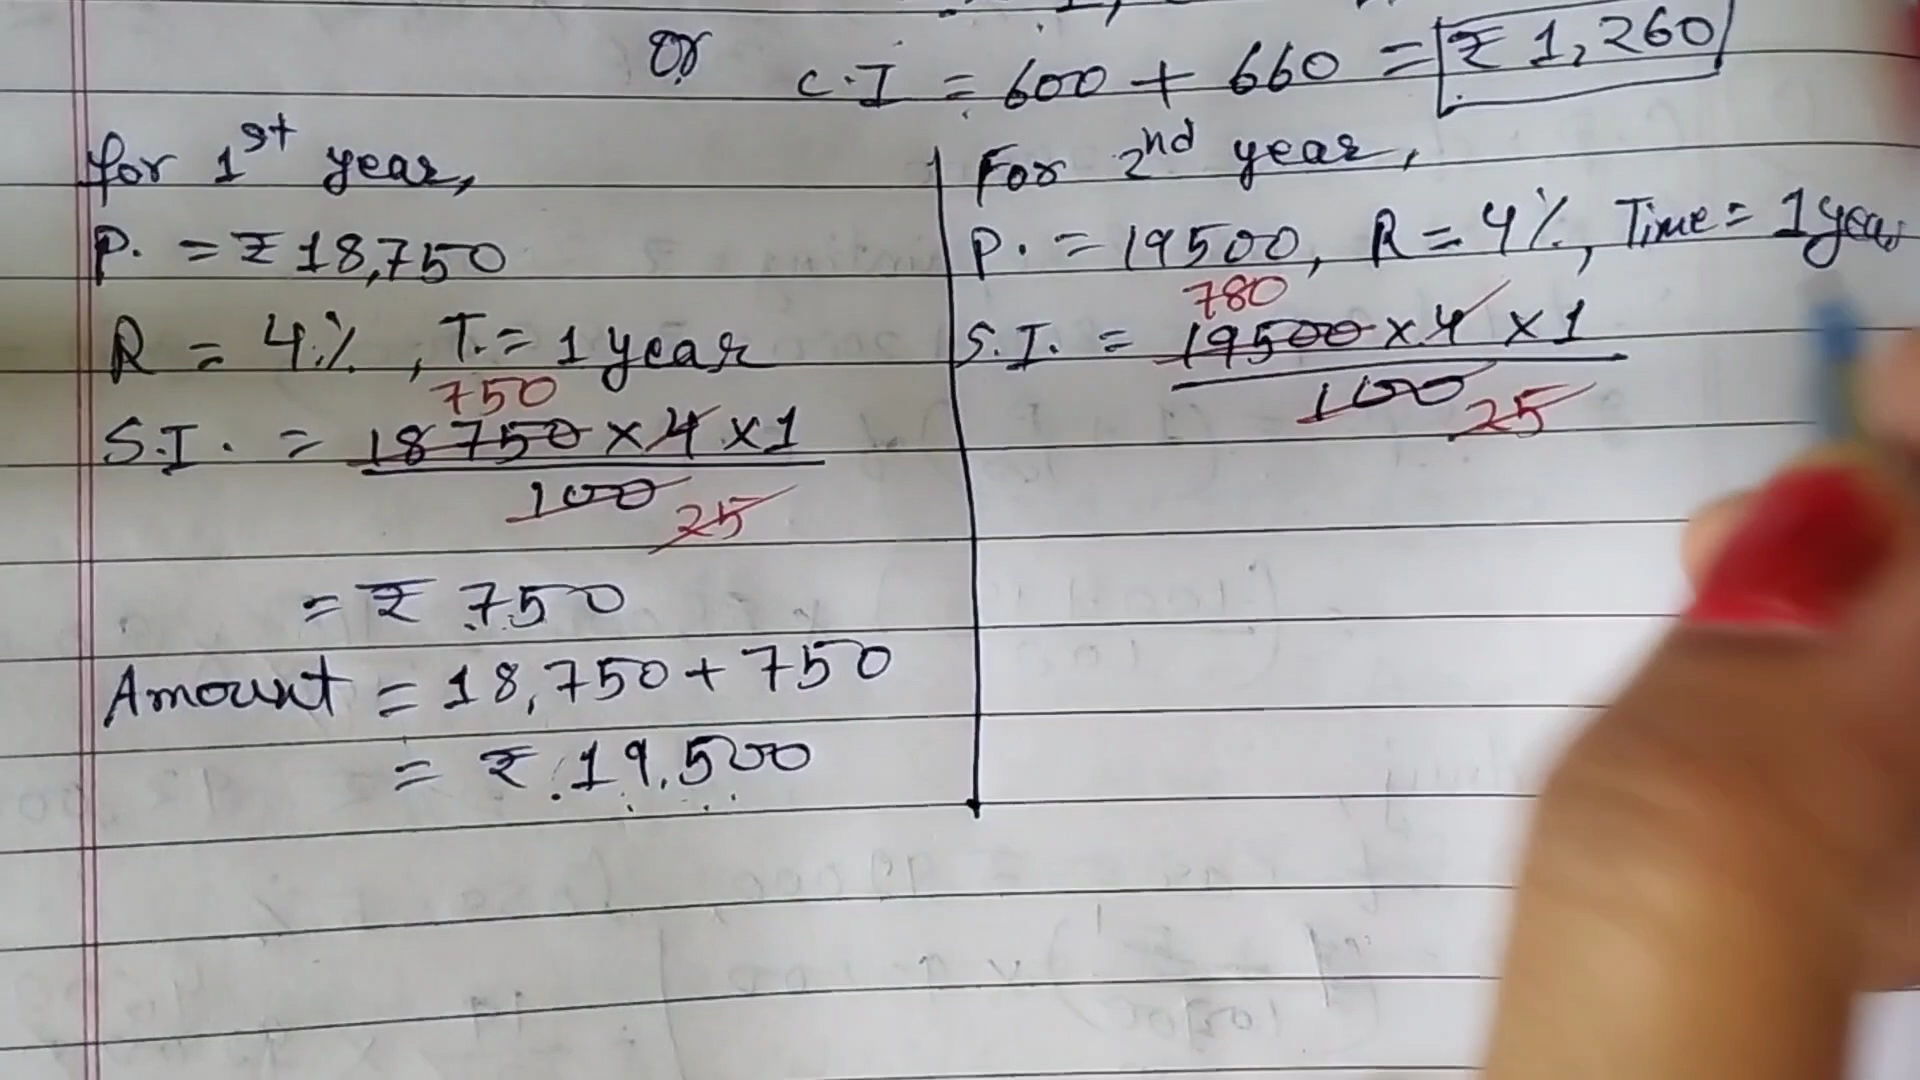 Or
C.I = 600 + 660 = ₹ 1,260
for 1st year,
P. = ₹ 18,750
R = 4% , T. = 1 year
750
S.I. = 18750 x 4 x 1
100 25
= ₹ 750
Amount = 18,750 + 750
= ₹ 19,500
For 2nd year,
P. = 19500, R = 4%, Time = 1 year
780
S.I. = 19500 x 4 x 1
100 25